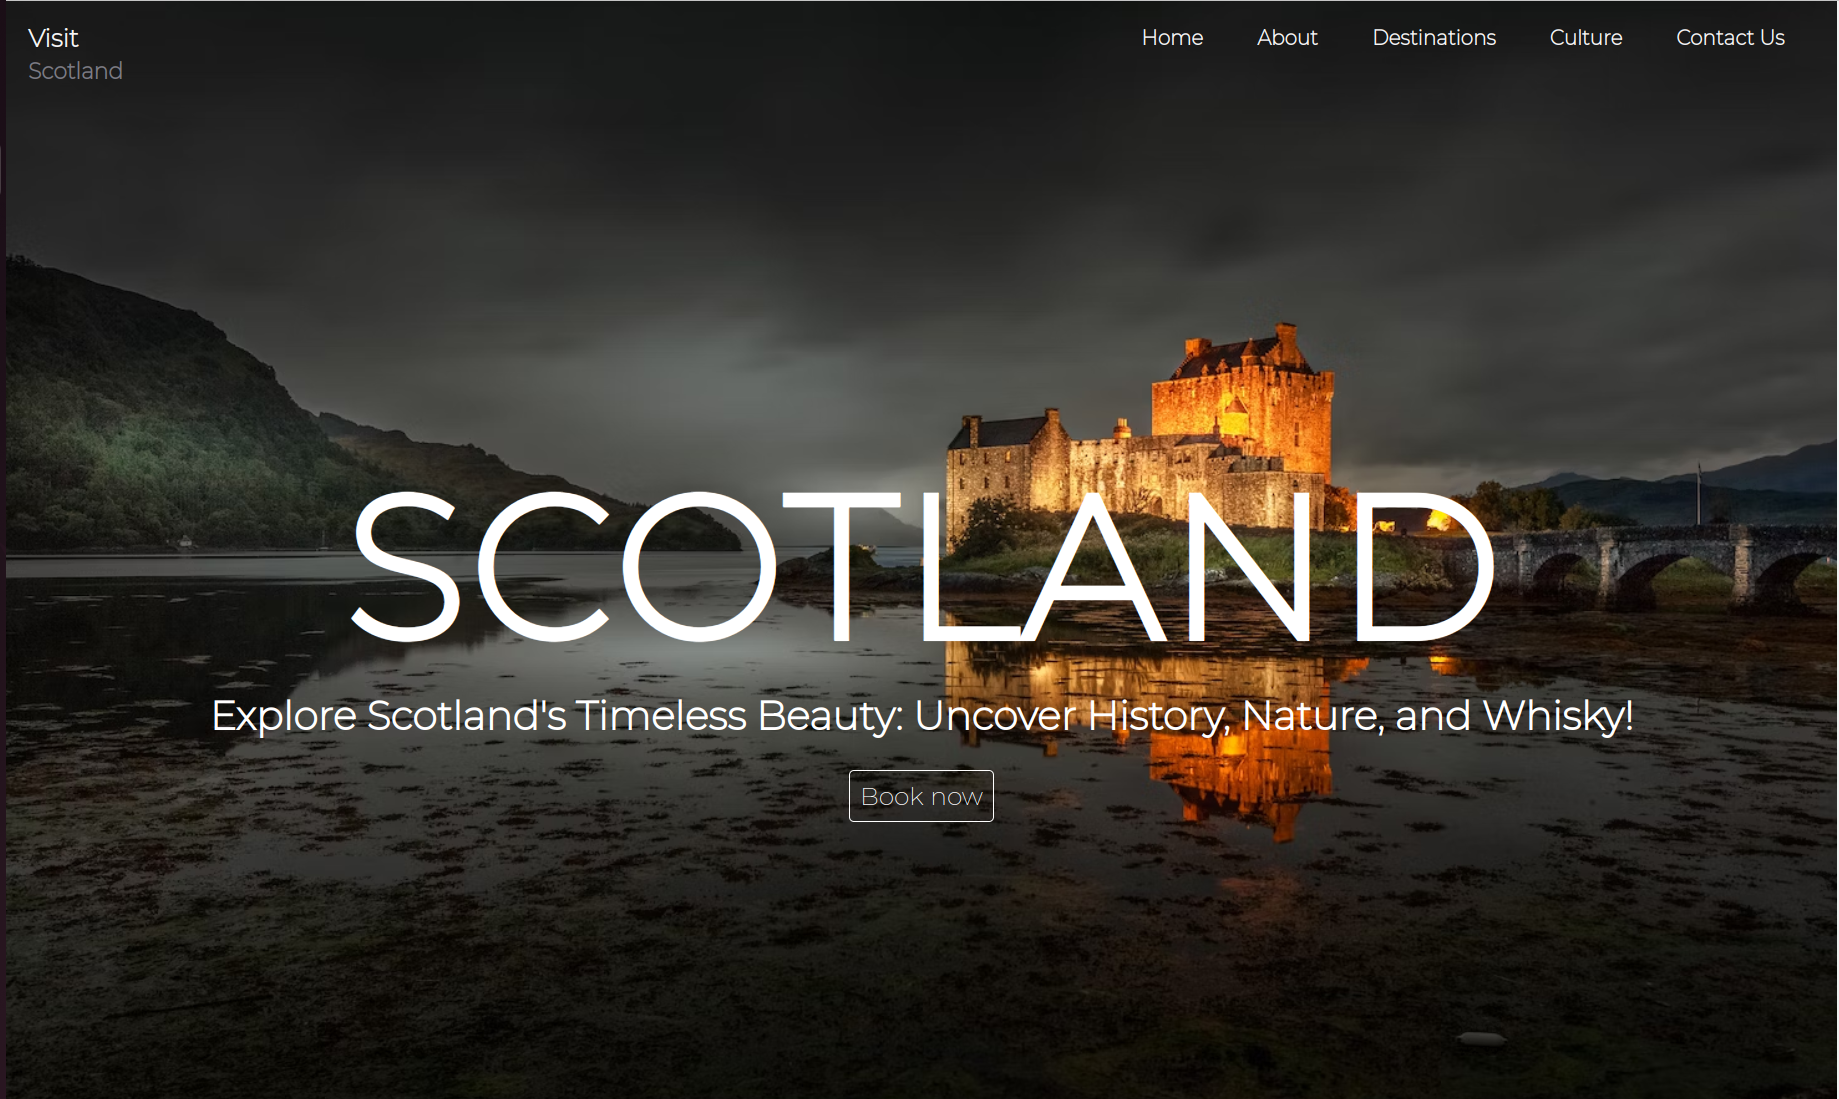 Visit
Scotland
Home About Destinations Culture Contact Us
SCOTLAND
Explore Scotland's Timeless Beauty: Uncover History, Nature, and Whisky!
Book now